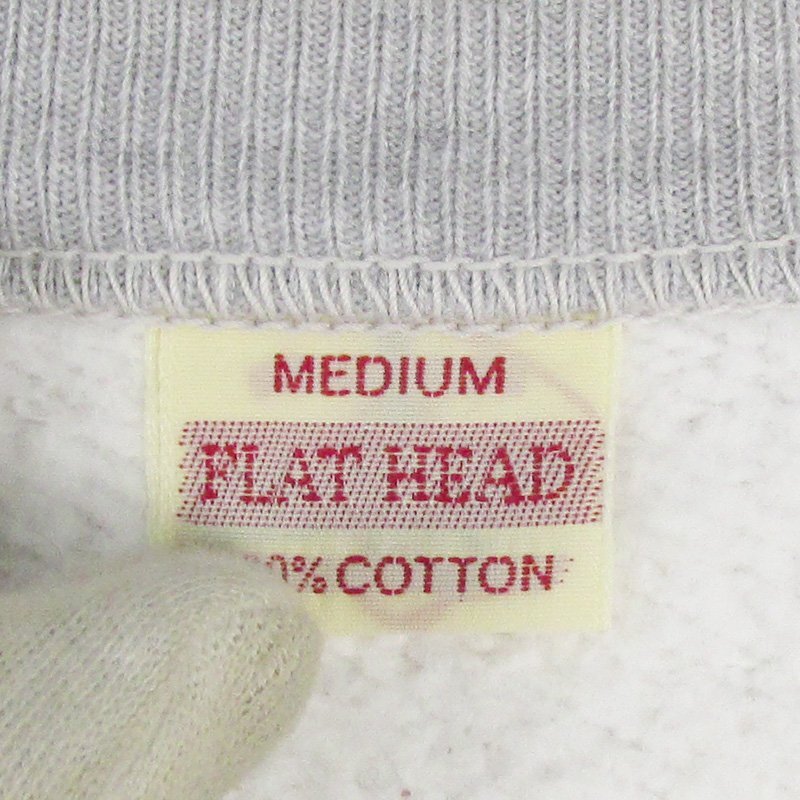 MEDIUM
FLAT HEAD
0% COTTON